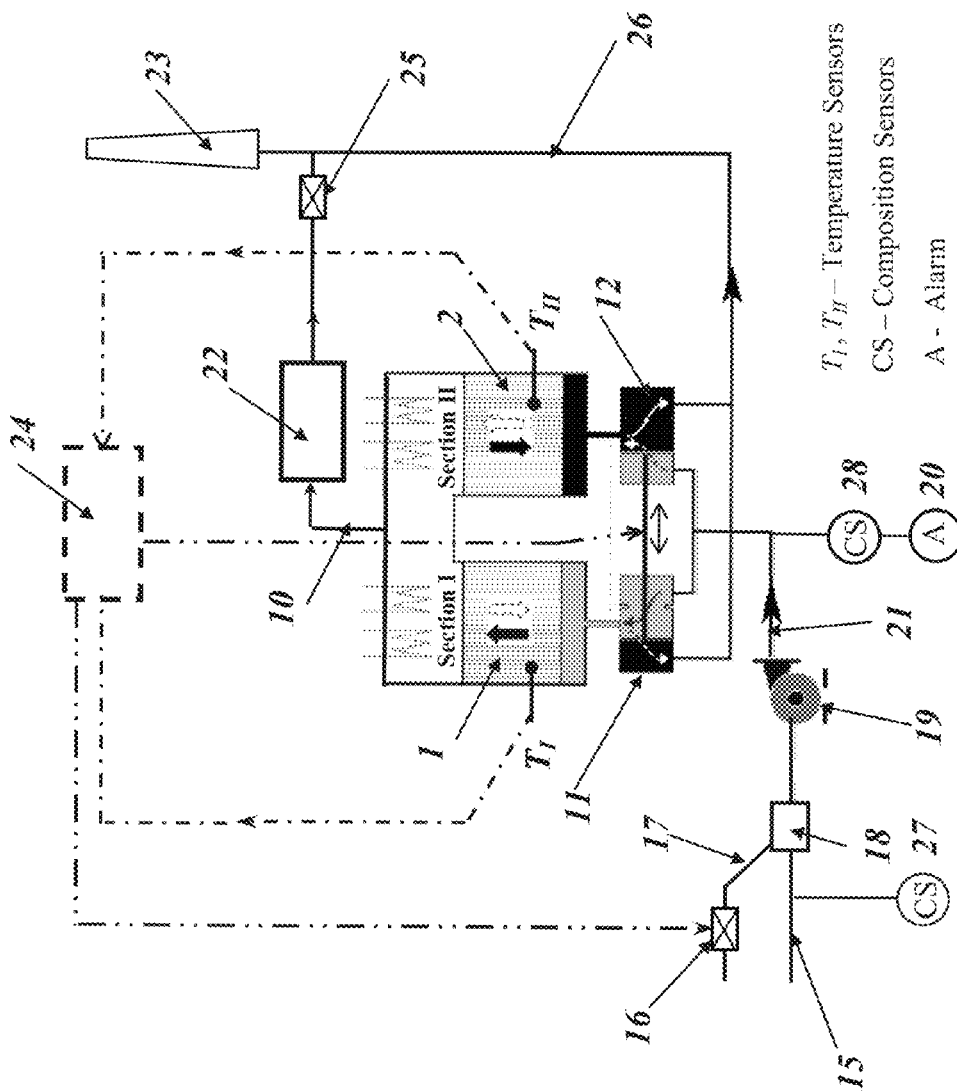 23
25
26
24
22
10
Section I
Section II
1
2
T_I
T_II
11
12
16
17
15
18
27
CS
19
21
CS 28
A 20
T_I, T_II – Temperature Sensors
CS – Composition Sensors
A - Alarm